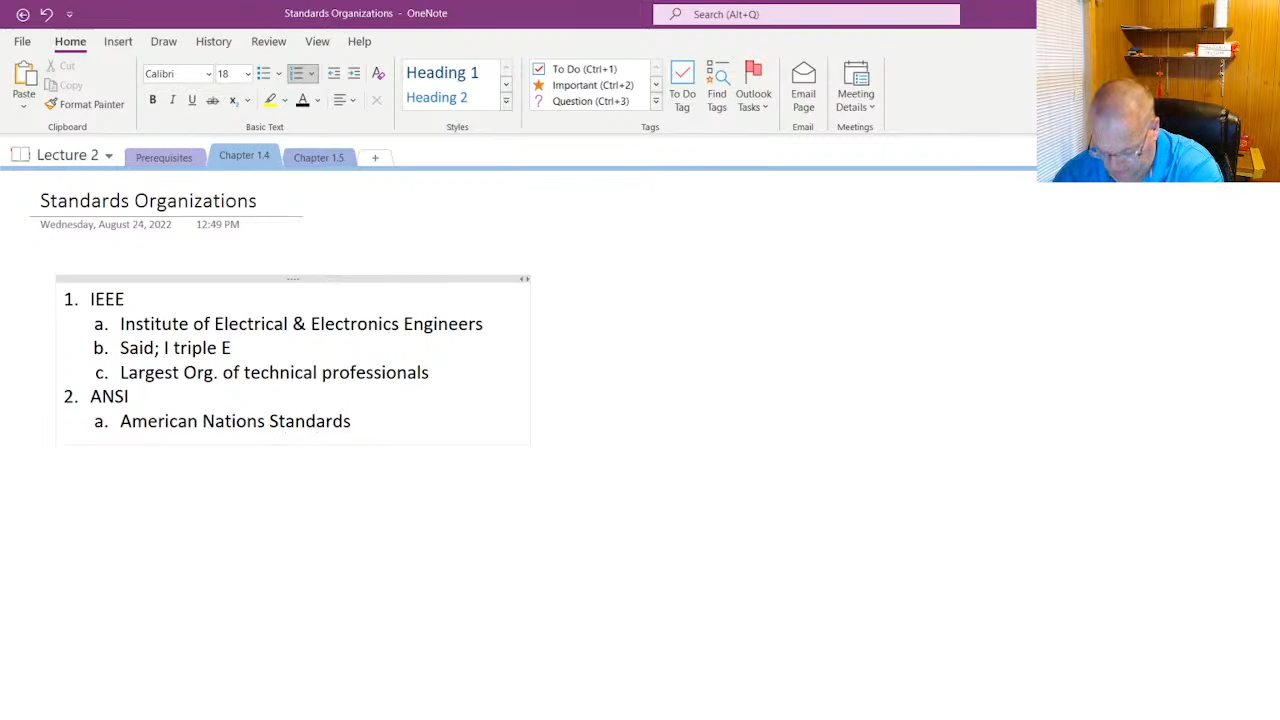 Standards Organizations - OneNote
Search (Alt+Q)
File Home Insert Draw History Review View Help
Paste
Cut
Copy
Format Painter
Clipboard
Calibri 18
B I U ab x₂ A
Basic Text
Heading 1
Heading 2
Styles
To Do (Ctrl+1)
Important (Ctrl+2)
? Question (Ctrl+3)
To Do Tag
Find Tags
Outlook Tasks
Tags
Email Page
Email
Meeting Details
Meetings
Lecture 2 Prerequisites Chapter 1.4 Chapter 1.5 +
Standards Organizations
Wednesday, August 24, 2022 12:49 PM
1. IEEE
a. Institute of Electrical & Electronics Engineers
b. Said; I triple E
c. Largest Org. of technical professionals
2. ANSI
a. American Nations Standards